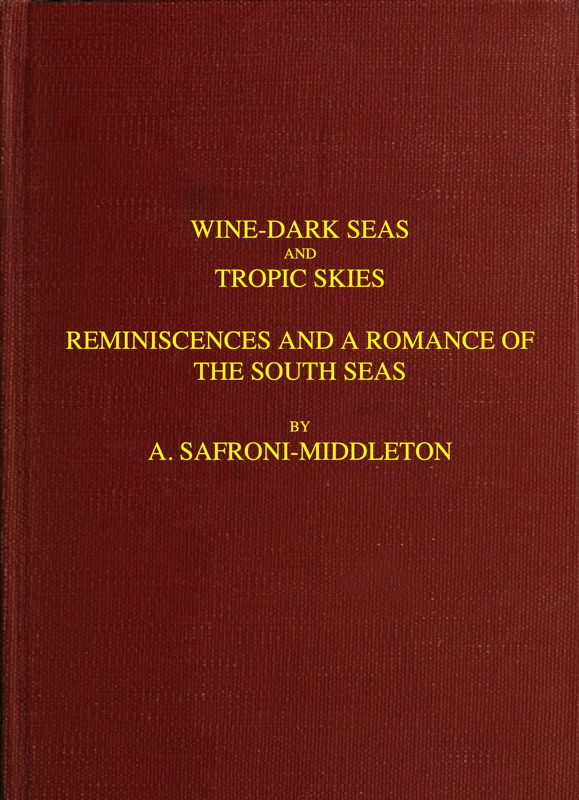 WINE-DARK SEAS
AND
TROPIC SKIES
REMINISCENCES AND A ROMANCE OF
THE SOUTH SEAS
BY
A. SAFRONI-MIDDLETON